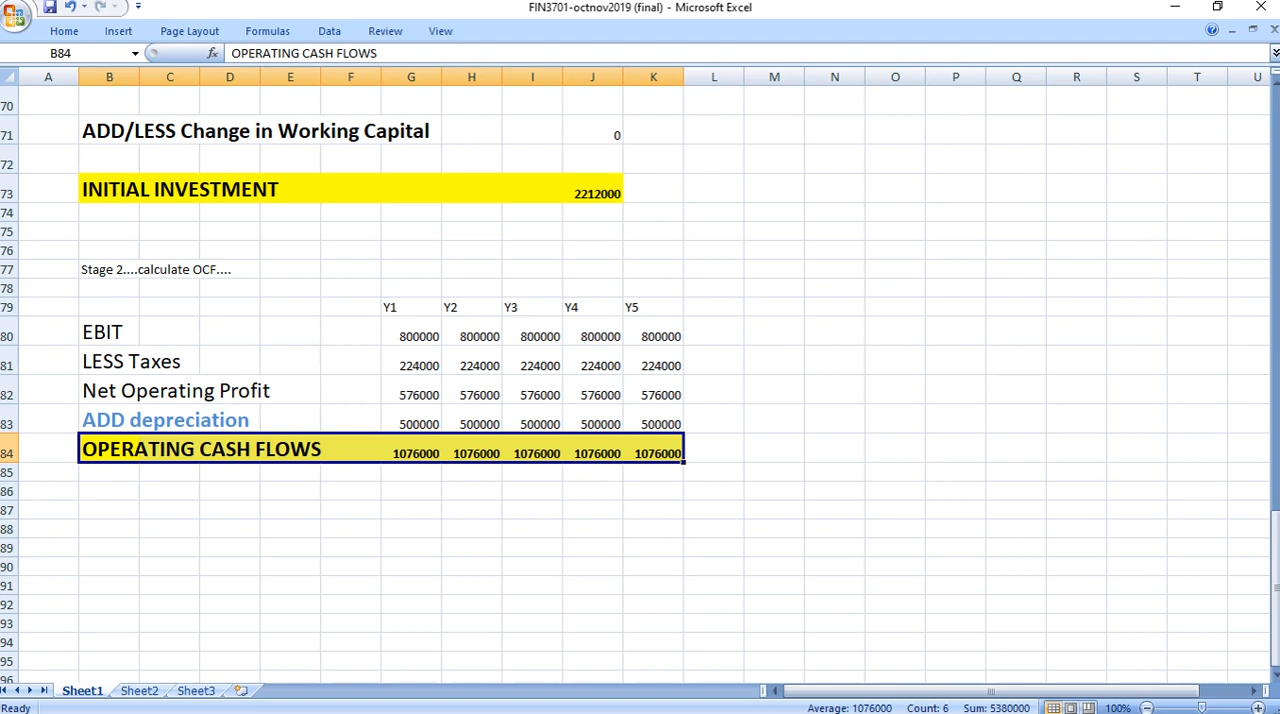 FIN3701-octnov2019 (final) - Microsoft Excel
Home Insert Page Layout Formulas Data Review View
B84 fx OPERATING CASH FLOWS
A B C D E F G H I J K L M N O P Q R S T U
70
71 ADD/LESS Change in Working Capital 0
72
73 INITIAL INVESTMENT 2212000
74
75
76
77 Stage 2....calculate OCF....
78
79 Y1 Y2 Y3 Y4 Y5
80 EBIT 800000 800000 800000 800000 800000
81 LESS Taxes 224000 224000 224000 224000 224000
82 Net Operating Profit 576000 576000 576000 576000 576000
83 ADD depreciation 500000 500000 500000 500000 500000
84 OPERATING CASH FLOWS 1076000 1076000 1076000 1076000 1076000
85
86
87
88
89
90
91
92
93
94
95
96
Sheet1 Sheet2 Sheet3
Ready Average: 1076000 Count: 6 Sum: 5380000 100%